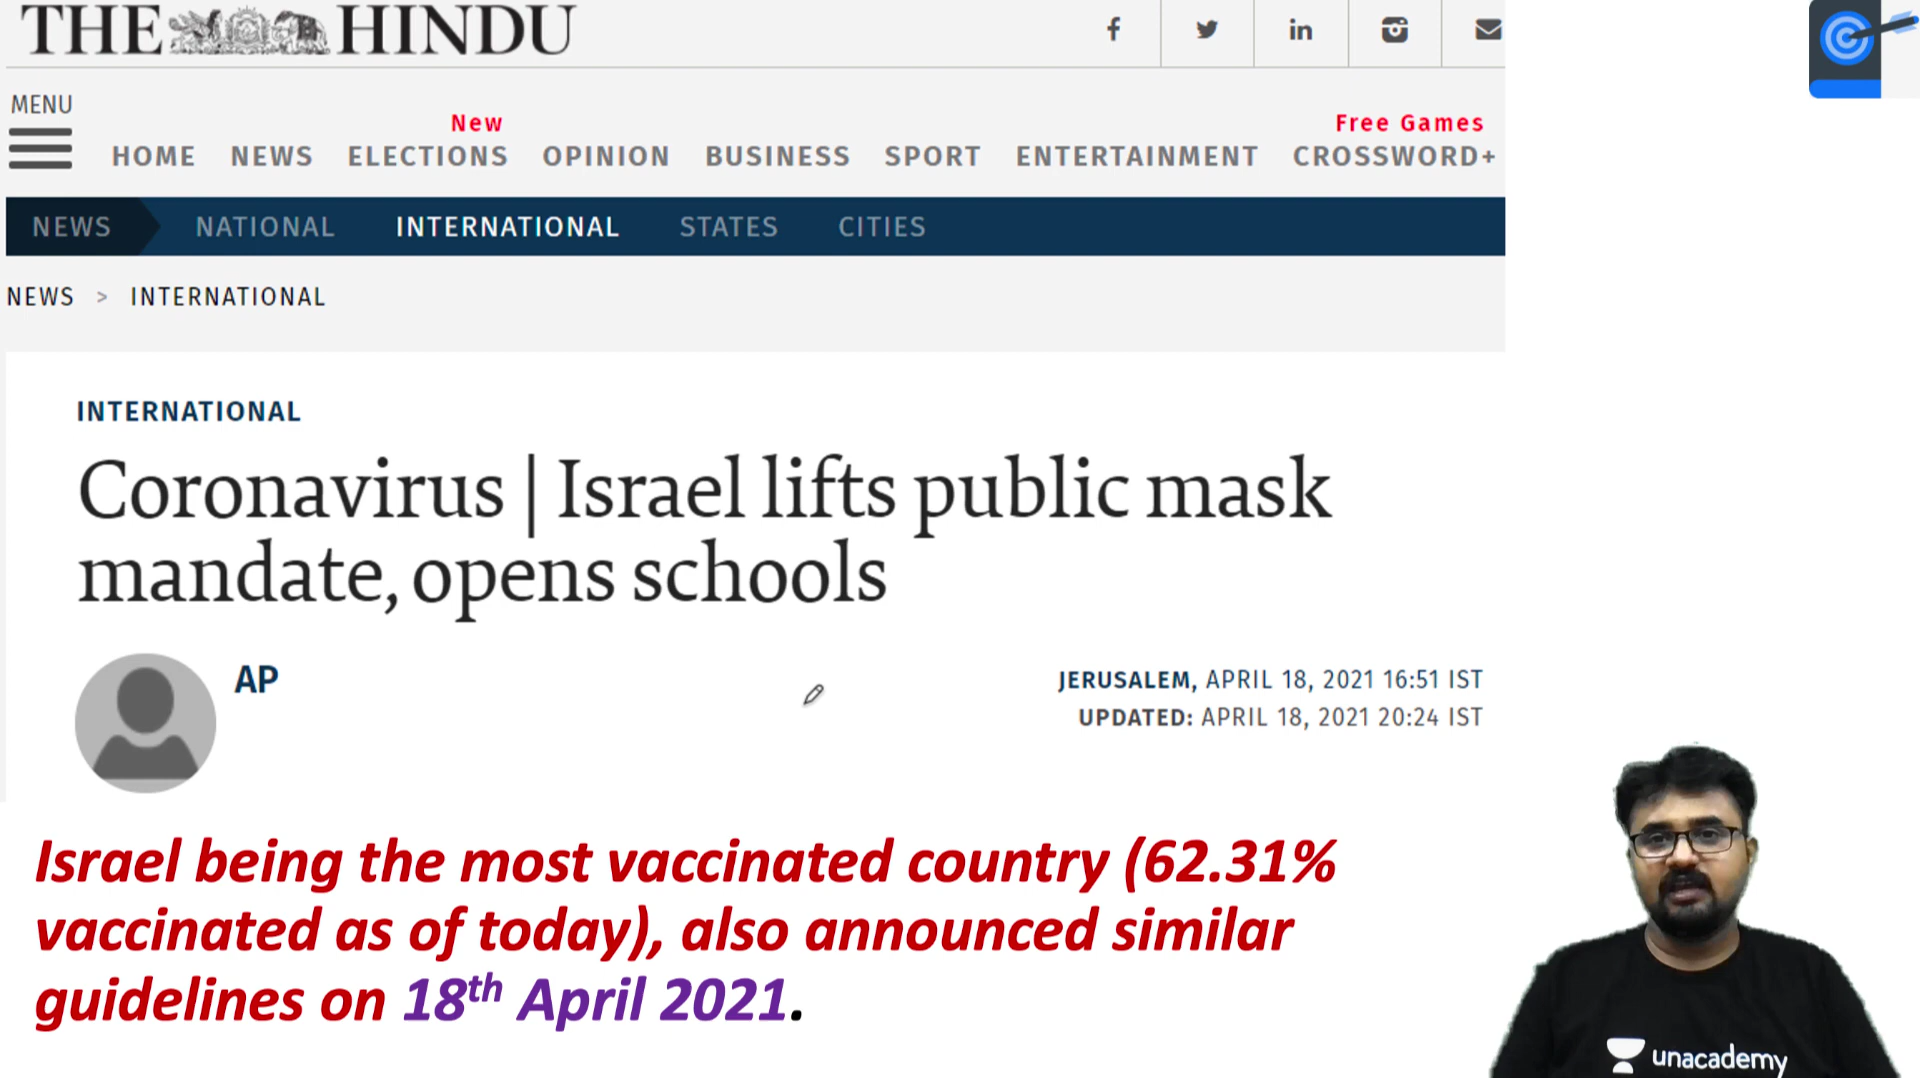 THE HINDU
MENU
New
Free Games
HOME NEWS ELECTIONS OPINION BUSINESS SPORT ENTERTAINMENT CROSSWORD+
NEWS NATIONAL INTERNATIONAL STATES CITIES
NEWS > INTERNATIONAL
INTERNATIONAL
Coronavirus | Israel lifts public mask
mandate, opens schools
AP
JERUSALEM, APRIL 18, 2021 16:51 IST
UPDATED: APRIL 18, 2021 20:24 IST
Israel being the most vaccinated country (62.31%
vaccinated as of today), also announced similar
guidelines on 18th April 2021.
unacademy